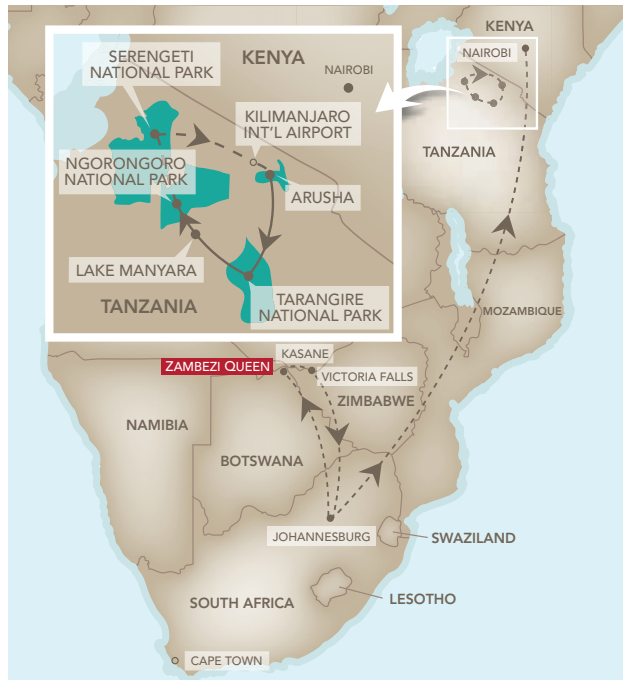 KENYA
NAIROBI
TANZANIA
MOZAMBIQUE
SERENGETI
NATIONAL PARK
KENYA
NAIROBI
KILIMANJARO
INT'L AIRPORT
NGORONGORO
NATIONAL PARK
ARUSHA
LAKE MANYARA
TARANGIRE
NATIONAL PARK
TANZANIA
KASANE
ZAMBEZI QUEEN
VICTORIA FALLS
ZIMBABWE
NAMIBIA
BOTSWANA
JOHANNESBURG
SWAZILAND
SOUTH AFRICA
LESOTHO
CAPE TOWN